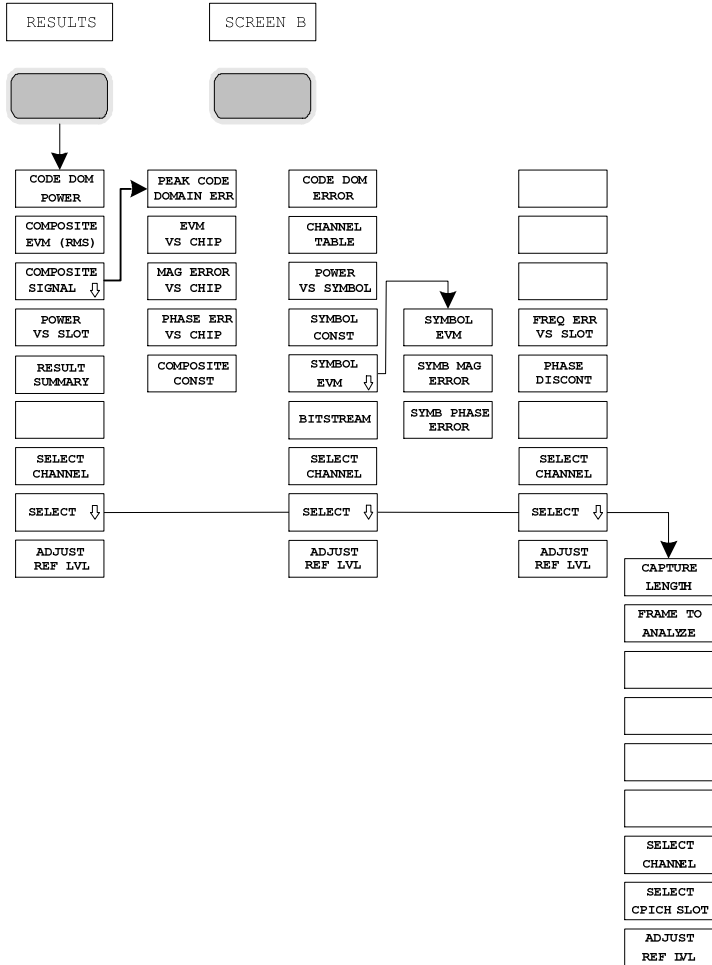 RESULTS
SCREEN B
CODE DOM
POWER
COMPOSITE
EVM (RMS)
COMPOSITE
SIGNAL
POWER
VS SLOT
RESULT
SUMMARY
SELECT
CHANNEL
SELECT
ADJUST
REF LVL
PEAK CODE
DOMAIN ERR
EVM
VS CHIP
MAG ERROR
VS CHIP
PHASE ERR
VS CHIP
COMPOSITE
CONST
CODE DOM
ERROR
CHANNEL
TABLE
POWER
VS SYMBOL
SYMBOL
CONST
SYMBOL
EVM
BITSTREAM
SELECT
CHANNEL
SELECT
ADJUST
REF LVL
SYMBOL
EVM
SYMB MAG
ERROR
SYMB PHASE
ERROR
FREQ ERR
VS SLOT
PHASE
DISCONT
SELECT
CHANNEL
SELECT
ADJUST
REF LVL
CAPTURE
LENGTH
FRAME TO
ANALYZE
SELECT
CHANNEL
SELECT
CPICH SLOT
ADJUST
REF LVL